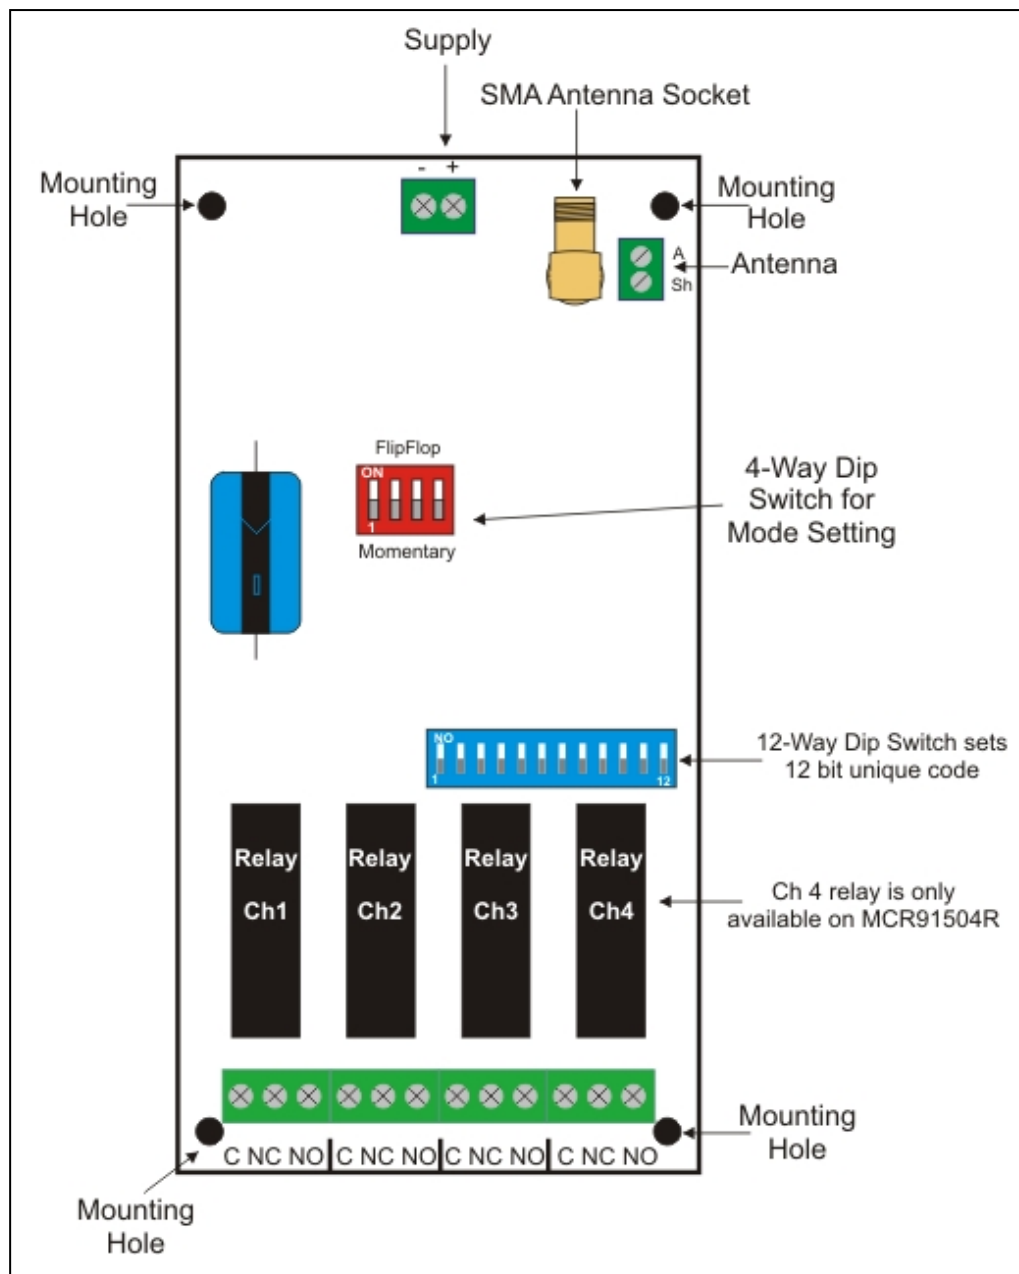 Supply
SMA Antenna Socket
- +
Mounting
Hole
Mounting
Hole
A
Sh
Antenna
FlipFlop
ON
1
Momentary
4-Way Dip
Switch for
Mode Setting
NO
1
12
12-Way Dip Switch sets
12 bit unique code
Relay
Ch1
Relay
Ch2
Relay
Ch3
Relay
Ch4
Ch 4 relay is only
available on MCR91504R
C NC NO C NC NO C NC NO C NC NO
Mounting
Hole
Mounting
Hole